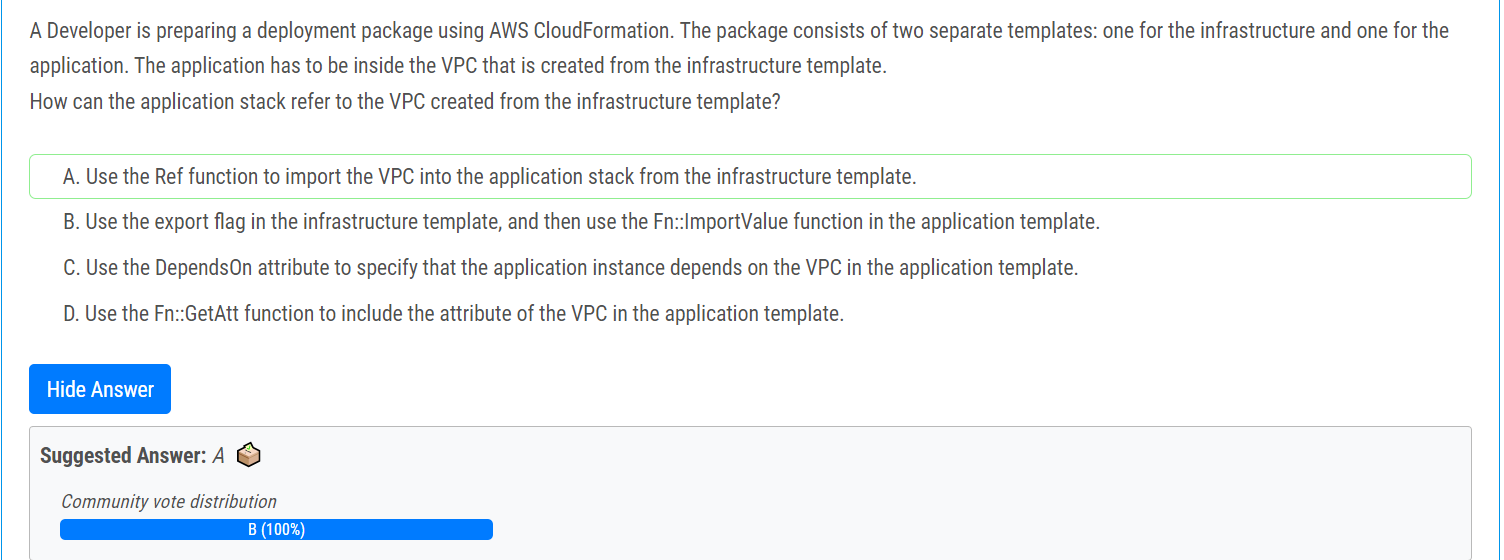 A Developer is preparing a deployment package using AWS CloudFormation. The package consists of two separate templates: one for the infrastructure and one for the
application. The application has to be inside the VPC that is created from the infrastructure template.
How can the application stack refer to the VPC created from the infrastructure template?
A. Use the Ref function to import the VPC into the application stack from the infrastructure template.
B. Use the export flag in the infrastructure template, and then use the Fn::ImportValue function in the application template.
C. Use the DependsOn attribute to specify that the application instance depends on the VPC in the application template.
D. Use the Fn::GetAtt function to include the attribute of the VPC in the application template.
Hide Answer
Suggested Answer: A
Community vote distribution
B (100%)